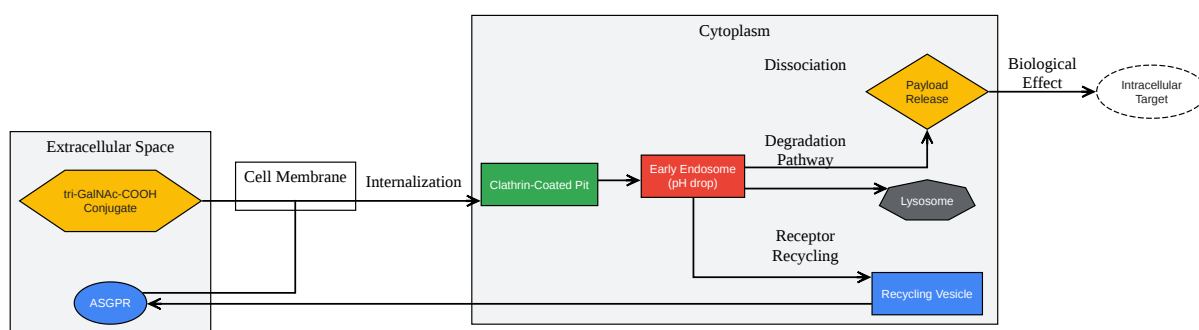 Cytoplasm
Dissociation
Payload
Release
Biological
Effect
Intracellular
Target
Extracellular Space
tri-GalNAc-COOH
Conjugate
Cell Membrane
Internalization
Clathrin-Coated Pit
Early Endosome
(pH drop)
Degradation
Pathway
Lysosome
Receptor
Recycling
ASGPR
Recycling Vesicle